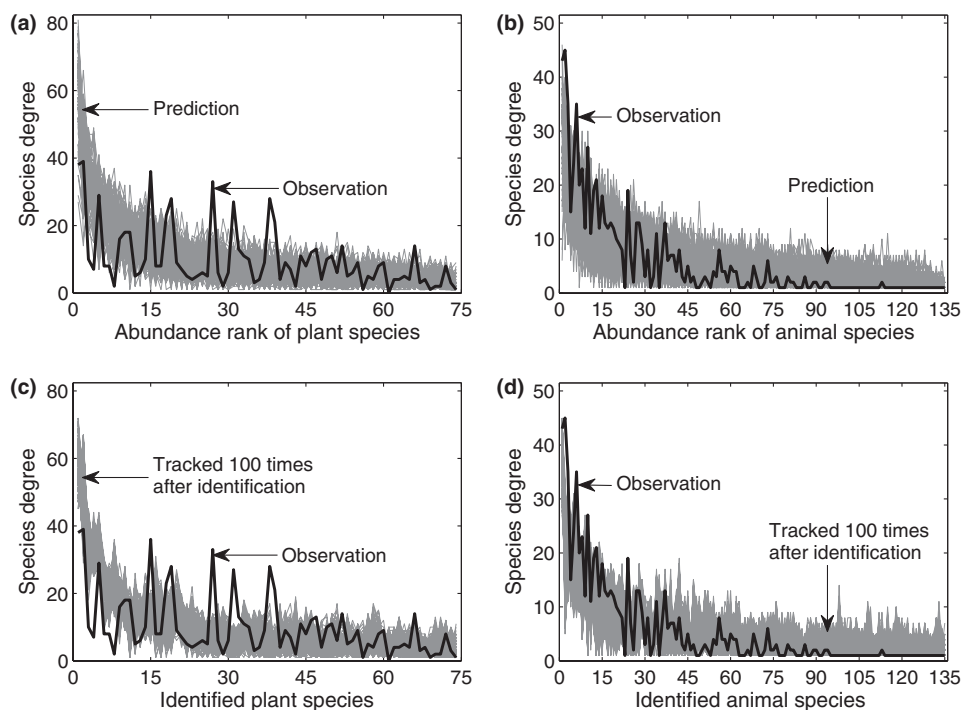 (a)
80
60
40
20
0
Species degree
Prediction
Observation
0 15 30 45 60 75
Abundance rank of plant species
(b)
50
40
30
20
10
0
Species degree
Observation
Prediction
0 15 30 45 60 75 90 105 120 135
Abundance rank of animal species
(c)
80
60
40
20
0
Species degree
Tracked 100 times
after identification
Observation
0 15 30 45 60 75
Identified plant species
(d)
50
40
30
20
10
0
Species degree
Observation
Tracked 100 times
after identification
0 15 30 45 60 75 90 105 120 135
Identified animal species